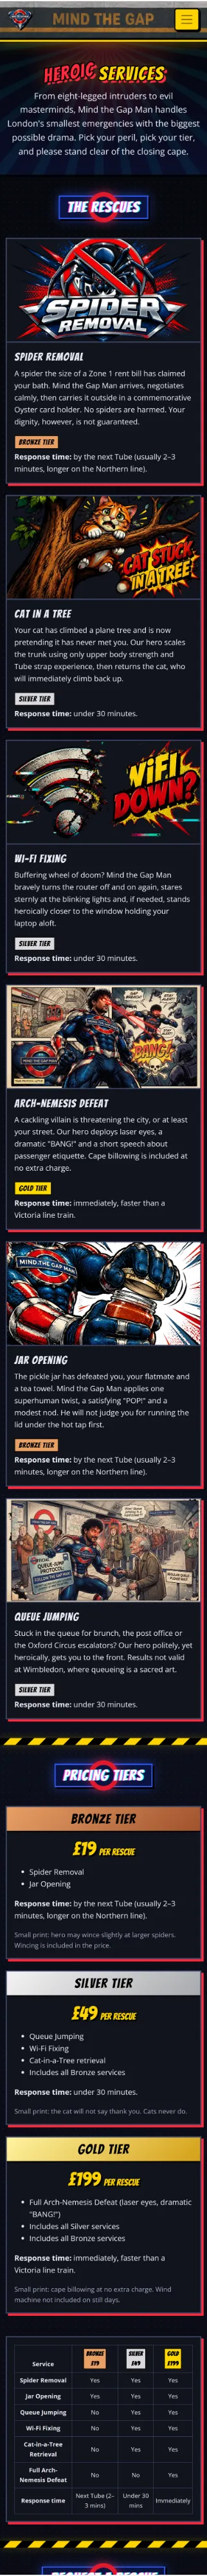 MIND THE GAP
HEROIC SERVICES
From eight-legged intruders to evil
masterminds, Mind the Gap Man handles
London's smallest emergencies with the biggest
possible drama. Pick your peril, pick your tier,
and please stand clear of the closing cape.
THE RESCUES
SPIDER
REMOVAL
SPIDER REMOVAL
A spider the size of a Zone 1 rent bill has claimed
your bath. Mind the Gap Man arrives, negotiates
calmly, then carries it outside in a commemorative
Oyster card holder. No spiders are harmed. Your
dignity, however, is not guaranteed.
BRONZE TIER
Response time: by the next Tube (usually 2–3
minutes, longer on the Northern line).
CAT STUCK
IN A TREE!
CAT IN A TREE
Your cat has climbed a plane tree and is now
pretending it has never met you. Our hero scales
the trunk using only upper body strength and
Tube strap experience, then returns the cat, who
will immediately climb back up.
SILVER TIER
Response time: under 30 minutes.
WIFI
DOWN?
WI-FI FIXING
Buffering wheel of doom? Mind the Gap Man
bravely turns the router off and on again, stares
sternly at the blinking lights and, if needed, stands
heroically closer to the window holding your
laptop aloft.
SILVER TIER
Response time: under 30 minutes.
BANG!
ARCH-NEMESIS DEFEAT
A cackling villain is threatening the city, or at least
your street. Our hero deploys laser eyes, a
dramatic "BANG!" and a short speech about
passenger etiquette. Cape billowing is included at
no extra charge.
GOLD TIER
Response time: immediately, faster than a
Victoria line train.
MIND THE GAP MAN
JAR OPENING
The pickle jar has defeated you, your flatmate and
a tea towel. Mind the Gap Man applies one
superhuman twist, a satisfying "POP!" and a
modest nod. He will not judge you for running the
lid under the hot tap first.
BRONZE TIER
Response time: by the next Tube (usually 2–3
minutes, longer on the Northern line).
QUEUE JUMPING
Stuck in the queue for brunch, the post office or
the Oxford Circus escalators? Our hero politely, yet
heroically, gets you to the front. Results not valid
at Wimbledon, where queueing is a sacred art.
SILVER TIER
Response time: under 30 minutes.
PRICING TIERS
BRONZE TIER
£19 PER RESCUE
Spider Removal
Jar Opening
Response time: by the next Tube (usually 2–3
minutes, longer on the Northern line).
Small print: hero may wince slightly at larger spiders.
Wincing is included in the price.
SILVER TIER
£49 PER RESCUE
Queue Jumping
Wi-Fi Fixing
Cat-in-a-Tree retrieval
Includes all Bronze services
Response time: under 30 minutes.
Small print: the cat will not say thank you. Cats never do.
GOLD TIER
£199 PER RESCUE
Full Arch-Nemesis Defeat (laser eyes, dramatic
"BANG!")
Includes all Silver services
Includes all Bronze services
Response time: immediately, faster than a
Victoria line train.
Small print: cape billowing at no extra charge. Wind
machine not included on still days.
Service BRONZE £19 SILVER £49 GOLD £199
Spider Removal Yes Yes Yes
Jar Opening Yes Yes Yes
Queue Jumping No Yes Yes
Wi-Fi Fixing No Yes Yes
Cat-in-a-Tree Retrieval No Yes Yes
Full Arch-Nemesis Defeat No No Yes
Response time Next Tube (2–3 mins) Under 30 mins Immediately